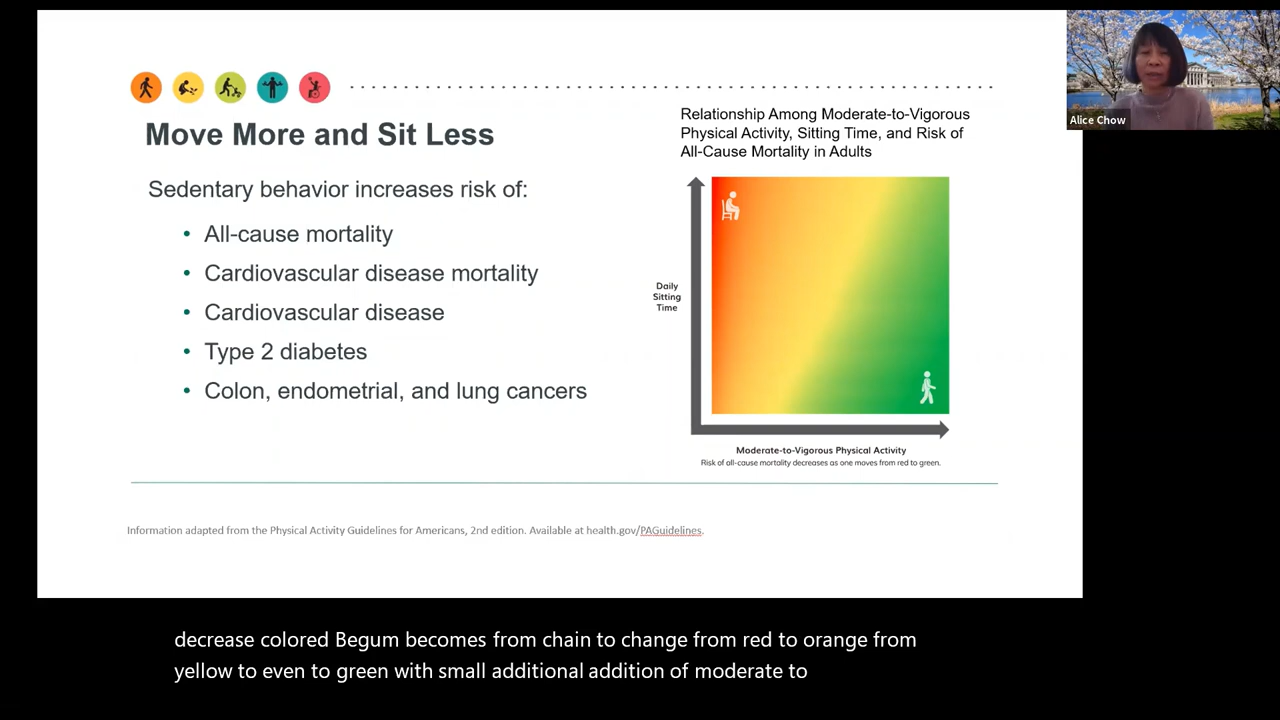 Move More and Sit Less
Sedentary behavior increases risk of:
• All-cause mortality
• Cardiovascular disease mortality
• Cardiovascular disease
• Type 2 diabetes
• Colon, endometrial, and lung cancers
Relationship Among Moderate-to-Vigorous
Physical Activity, Sitting Time, and Risk of
All-Cause Mortality in Adults
Daily
Sitting
Time
Moderate-to-Vigorous Physical Activity
Risk of all-cause mortality decreases as one moves from red to green.
Information adapted from the Physical Activity Guidelines for Americans, 2nd edition. Available at health.gov/PAGuidelines.
Alice Chow
decrease colored Begum becomes from chain to change from red to orange from
yellow to even to green with small additional addition of moderate to